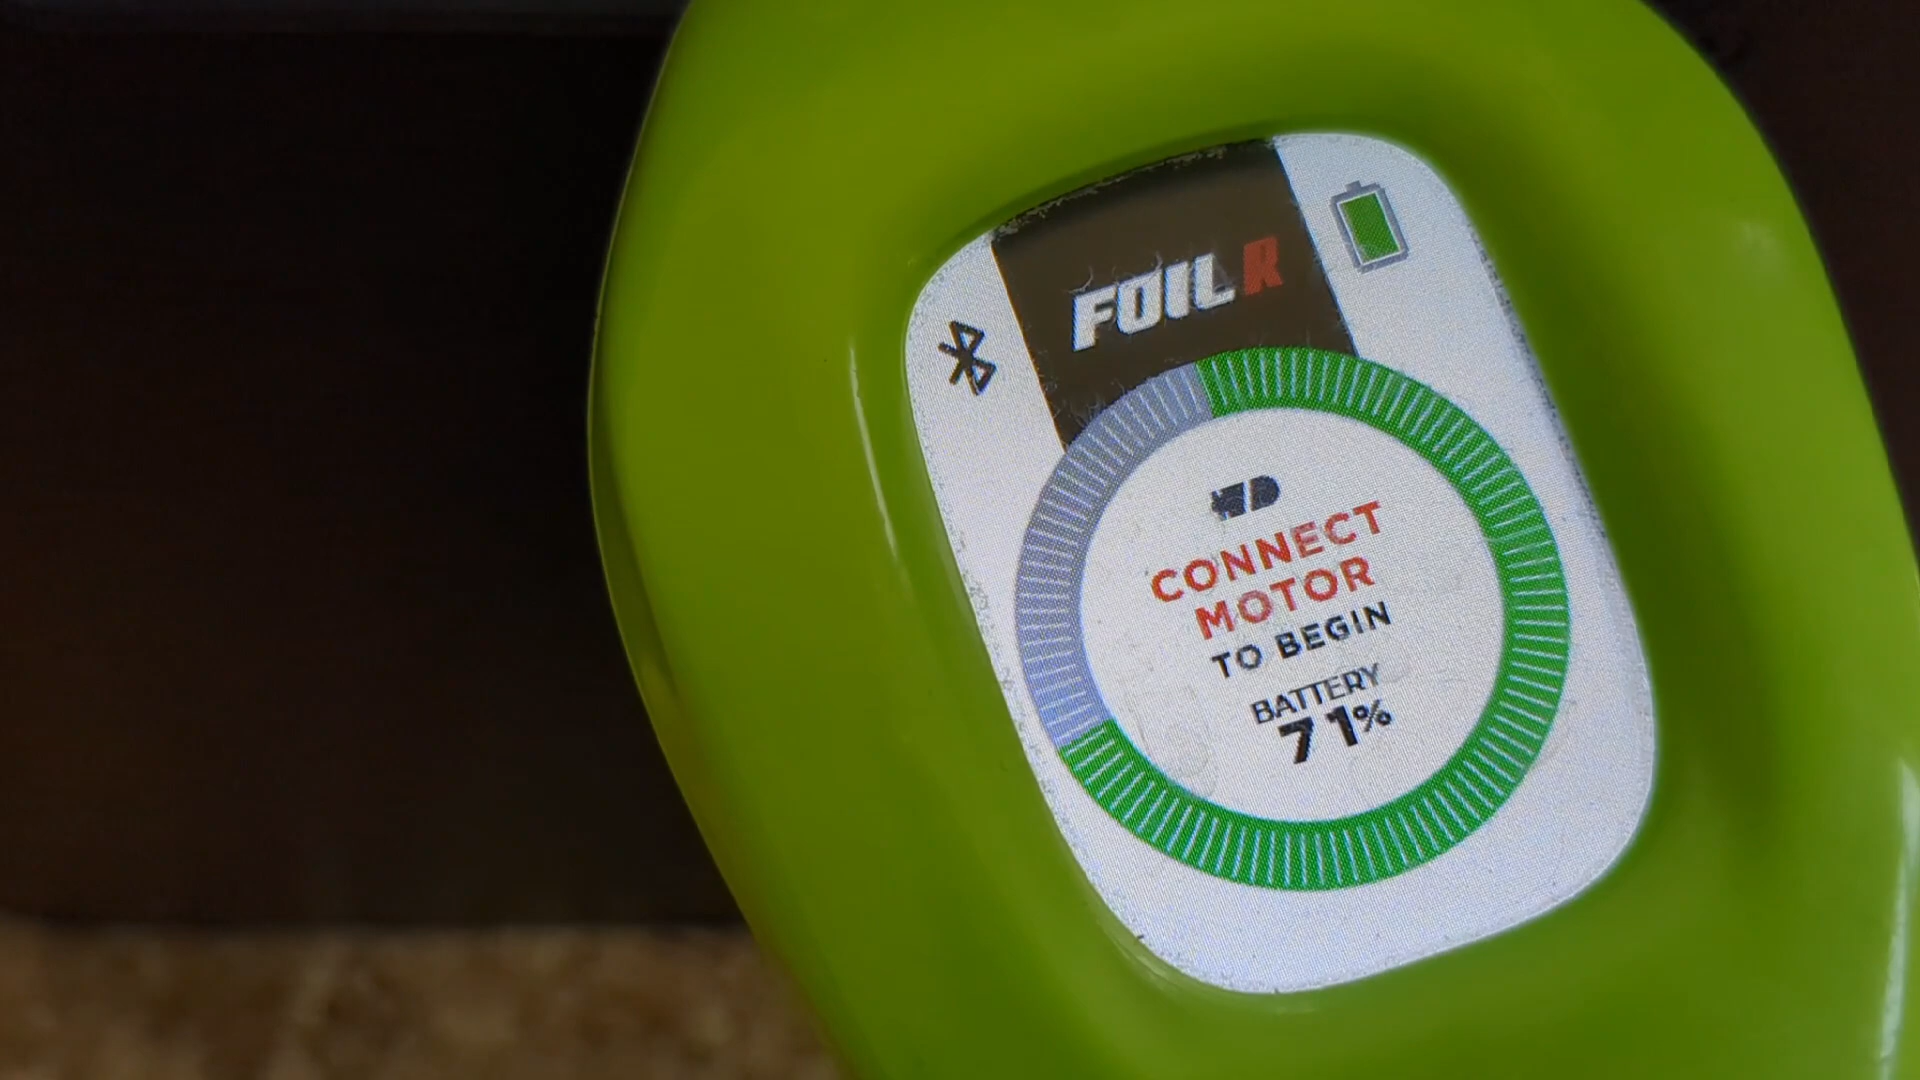 FOIL R
CONNECT
MOTOR
TO BEGIN
BATTERY
71%